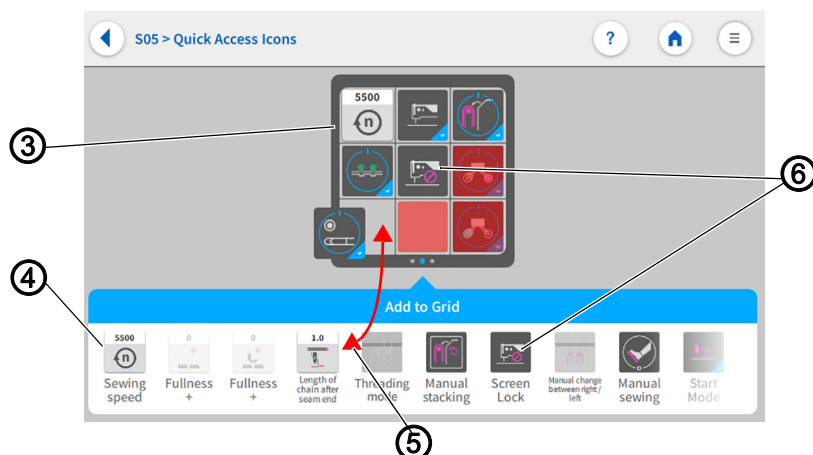 S05 > Quick Access Icons
?
5500
n
3
6
4
Add to Grid
5500
n
0
0
1.0
Sewing speed
Fullness +
Fullness +
Length of chain after seam end
Threading mode
Manual stacking
Screen Lock
Manual change between right / left
Manual sewing
Start Mode
5